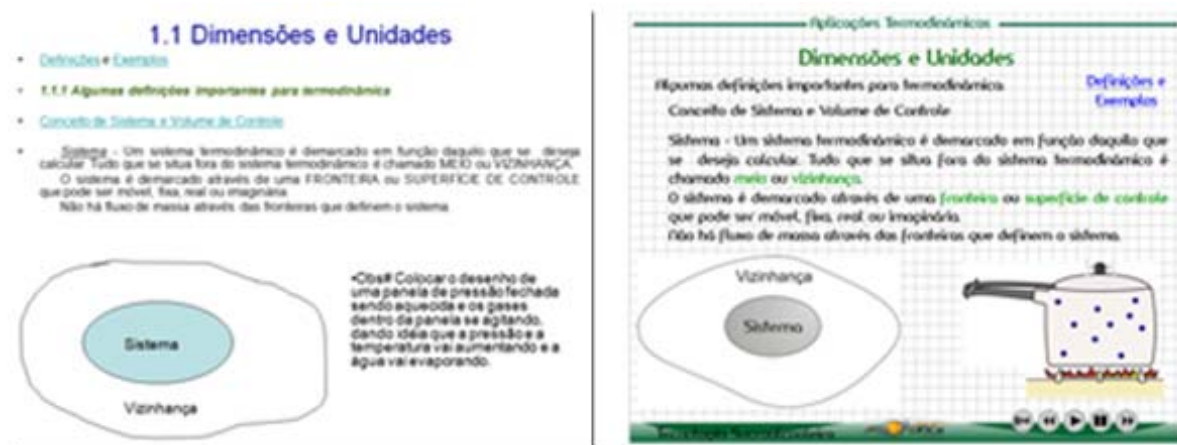 1.1 Dimensões e Unidades
• Definições e Exemplos
• 1.1.1 Algumas definições importantes para termodinâmica
• Conceito de Sistema e Volume de Controle
• Sistema - Um sistema termodinâmico é demarcado em função daquilo que se deseja
calcular. Tudo que se situa fora do sistema termodinâmico é chamado MEIO ou VIZINHANÇA.
O sistema é demarcado através de uma FRONTEIRA ou SUPERFÍCIE DE CONTROLE
que pode ser móvel, fixa, real ou imaginária.
Não há fluxo de massa através das fronteiras que definem o sistema.
Sistema
Vizinhança
•Obs# Colocar o desenho de
uma panela de pressão fechada
sendo aquecida e os gases
dentro da panela se agitando,
dando idéia que a pressão e a
temperatura vai aumentando e a
água vai evaporando.
Aplicações Termodinâmicas
Dimensões e Unidades
Algumas definições importantes para termodinâmica
Definições e
Exemplos
Conceito de Sistema e Volume de Controle
Sistema - Um sistema termodinâmico é demarcado em função daquilo que
se deseja calcular. Tudo que se situa fora do sistema termodinâmico é
chamado meio ou vizinhança.
O sistema é demarcado através de uma fronteira ou superfície de controle
que pode ser móvel, fixa, real ou imaginária.
Não há fluxo de massa através das fronteiras que definem o sistema.
Vizinhança
Sistema
Tecnologia Sucroalcooleira